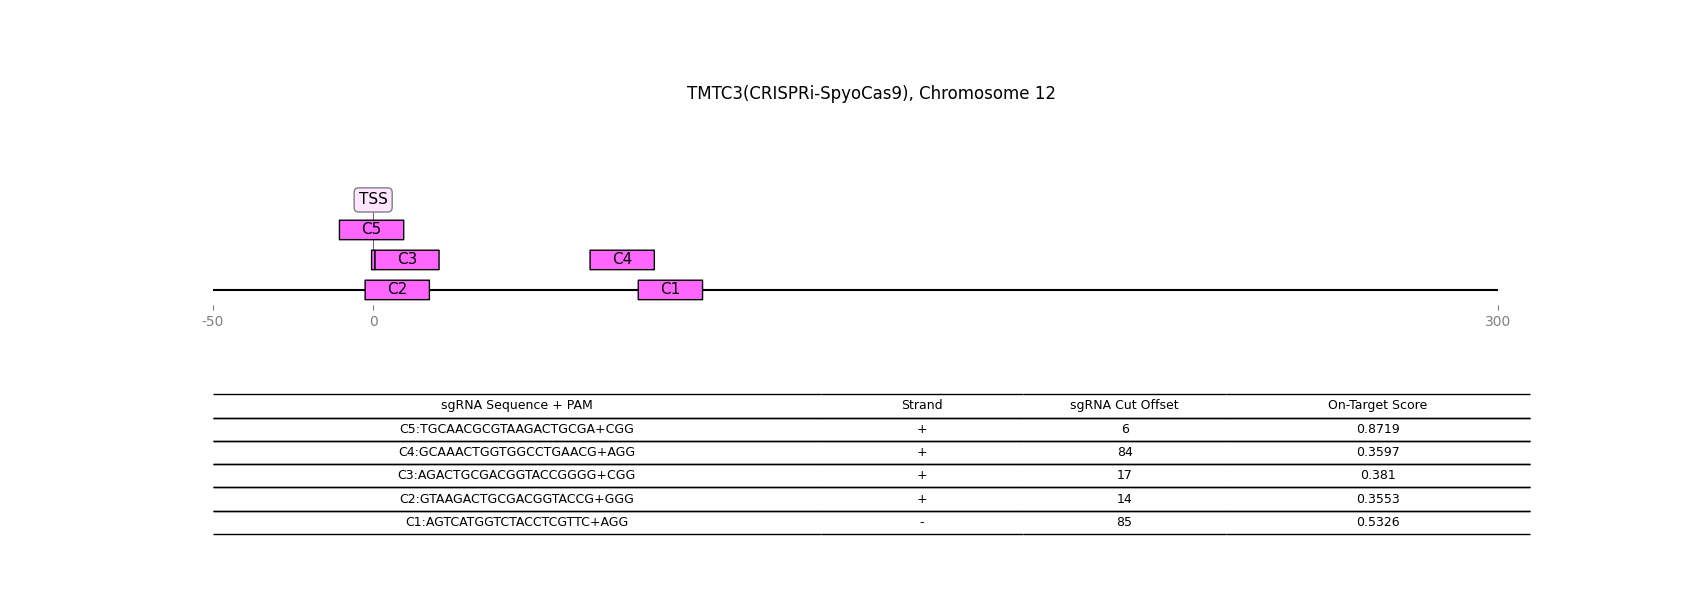 TMTC3(CRISPRi-SpyoCas9), Chromosome 12
TSS
C5
C3 C4
C2 C1
-50 0 300
sgRNA Sequence + PAM Strand sgRNA Cut Offset On-Target Score
C5:TGCAACGCGTAAGACTGCGA+CGG + 6 0.8719
C4:GCAAACTGGTGGCCTGAACG+AGG + 84 0.3597
C3:AGACTGCGACGGTACCGGGG+CGG + 17 0.381
C2:GTAAGACTGCGACGGTACCG+GGG + 14 0.3553
C1:AGTCATGGTCTACCTCGTTC+AGG - 85 0.5326